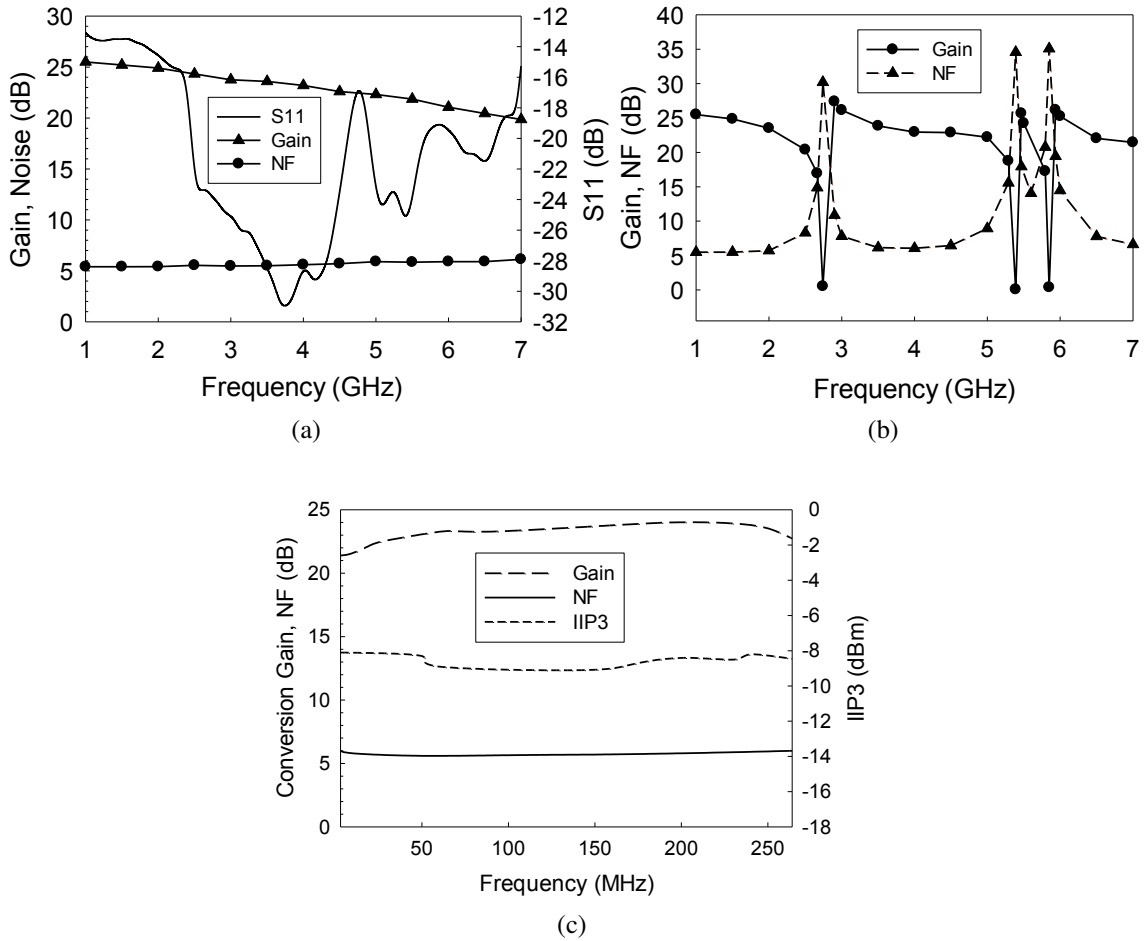 30
25
20
15
10
5
0
Gain, Noise (dB)
S11
Gain
NF
-12
-14
-16
-18
-20
-22
-24
-26
-28
-30
-32
S11 (dB)
1 2 3 4 5 6 7
Frequency (GHz)
(a)
40
35
30
25
20
15
10
5
0
Gain, NF (dB)
Gain
NF
1 2 3 4 5 6 7
Frequency (GHz)
(b)
25
20
15
10
5
0
Conversion Gain, NF (dB)
Gain
NF
IIP3
0
-2
-4
-6
-8
-10
-12
-14
-16
-18
IIP3 (dBm)
50 100 150 200 250
Frequency (MHz)
(c)